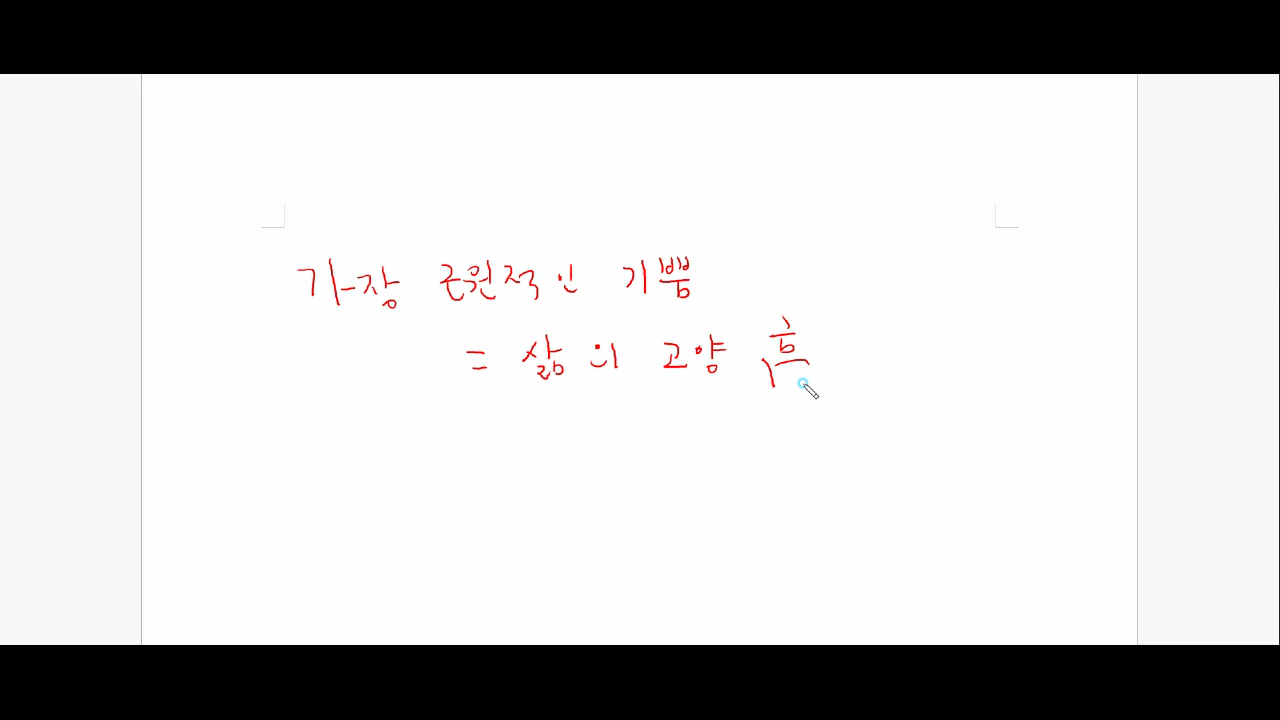 가장 근원적인 기쁨
= 삶의 고양